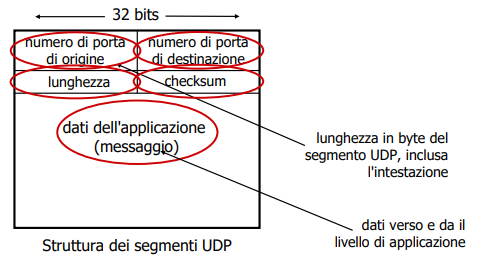 32 bits
numero di porta
di origine
numero di porta
di destinazione
lunghezza
checksum
dati dell'applicazione
(messaggio)
lunghezza in byte del
segmento UDP, inclusa
l'intestazione
dati verso e da il
livello di applicazione
Struttura dei segmenti UDP